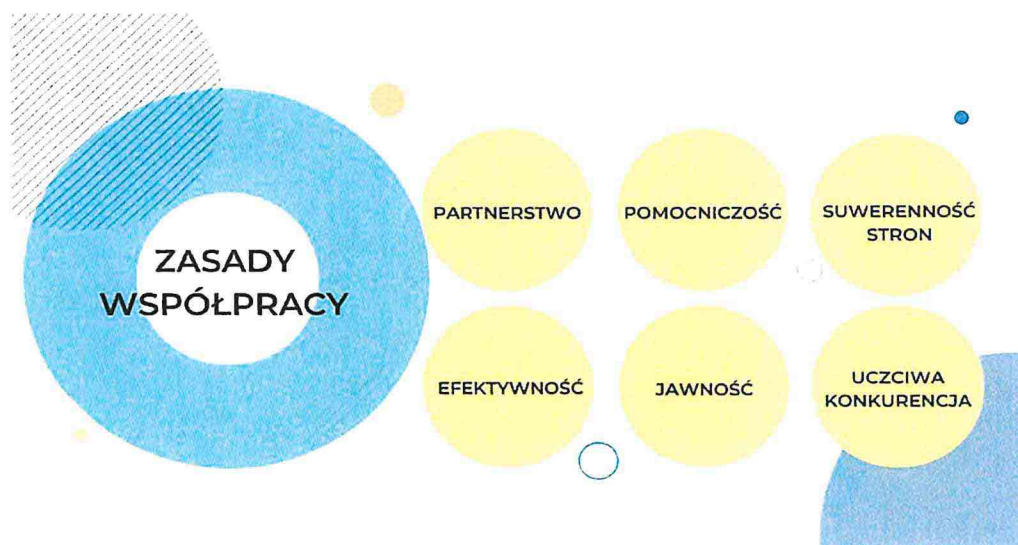 ZASADY
WSPÓŁPRACY
PARTNERSTWO
POMOCNICZOŚĆ
SUWERENNOŚĆ
STRON
EFEKTYWNOŚĆ
JAWNOŚĆ
UCZCIWA
KONKURENCJA